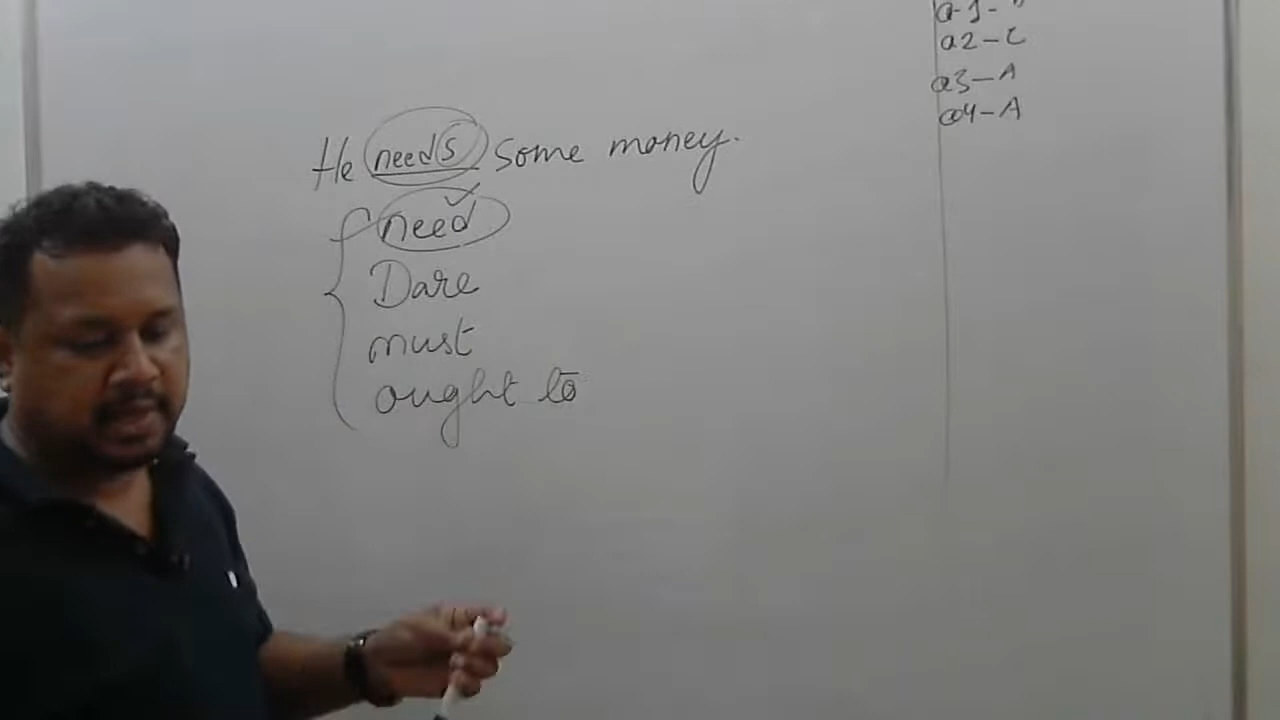 He needs some money.
need
Dare
must
ought to
a2-C
a3-A
a4-A